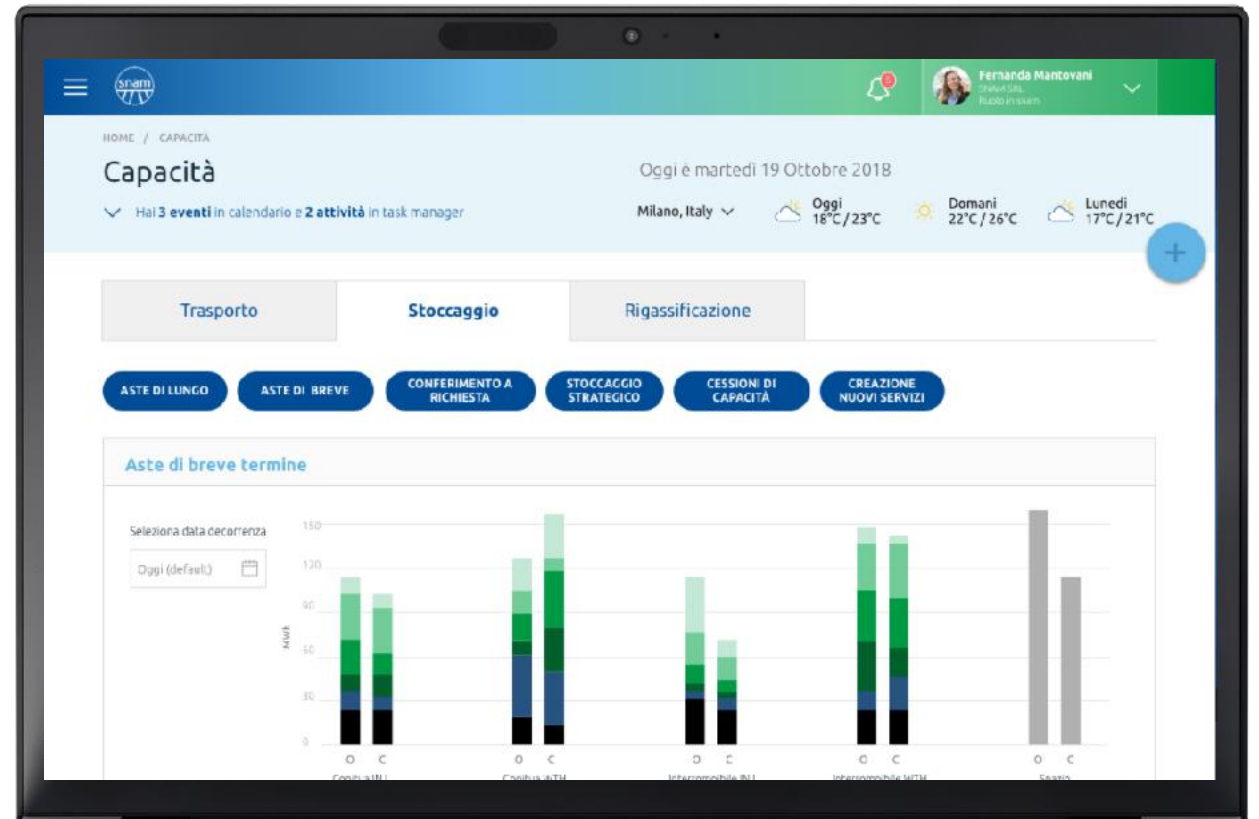 snam
Fernanda Mantovani
HOME / CAPACITÀ
Capacità
Oggi è martedì 19 Ottobre 2018
Hai 3 eventi in calendario e 2 attività in task manager
Milano, Italy
Oggi
18°C / 23°C
Domani
22°C / 26°C
Lunedì
17°C / 21°C
+
Trasporto
Stoccaggio
Rigassificazione
ASTE DI LUNGO
ASTE DI BREVE
CONFERIMENTO A
RICHIESTA
STOCCAGGIO
STRATEGICO
CESSIONI DI
CAPACITÀ
CREAZIONE
NUOVI SERVIZI
Aste di breve termine
Seleziona data decorrenza
Oggi (default)
MWh
150
120
90
60
30
0
O C O C O C O C O C
Spazio